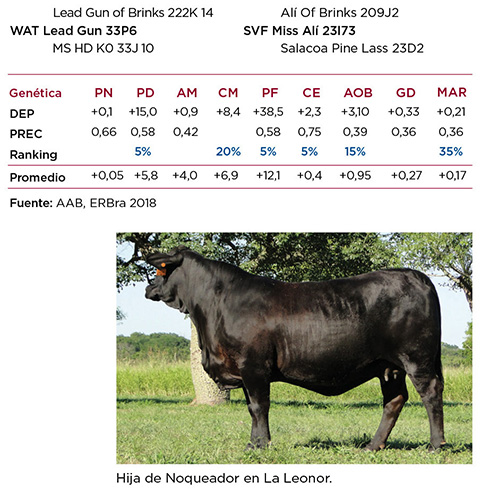 Lead Gun of Brinks 222K 14 Alí Of Brinks 209J2
WAT Lead Gun 33P6 SVF Miss Alí 23I73
MS HD K0 33J 10 Salacoa Pine Lass 23D2
Genética PN PD AM CM PF CE AOB GD MAR
DEP +0,1 +15,0 +0,9 +8,4 +38,5 +2,3 +3,10 +0,33 +0,21
PREC 0,66 0,58 0,42 0,58 0,75 0,39 0,36 0,36
Ranking 5% 20% 5% 5% 15% 35%
Promedio +0,05 +5,8 +4,0 +6,9 +12,1 +0,4 +0,95 +0,27 +0,17
Fuente: AAB, ERBra 2018
Hija de Noqueador en La Leonor.